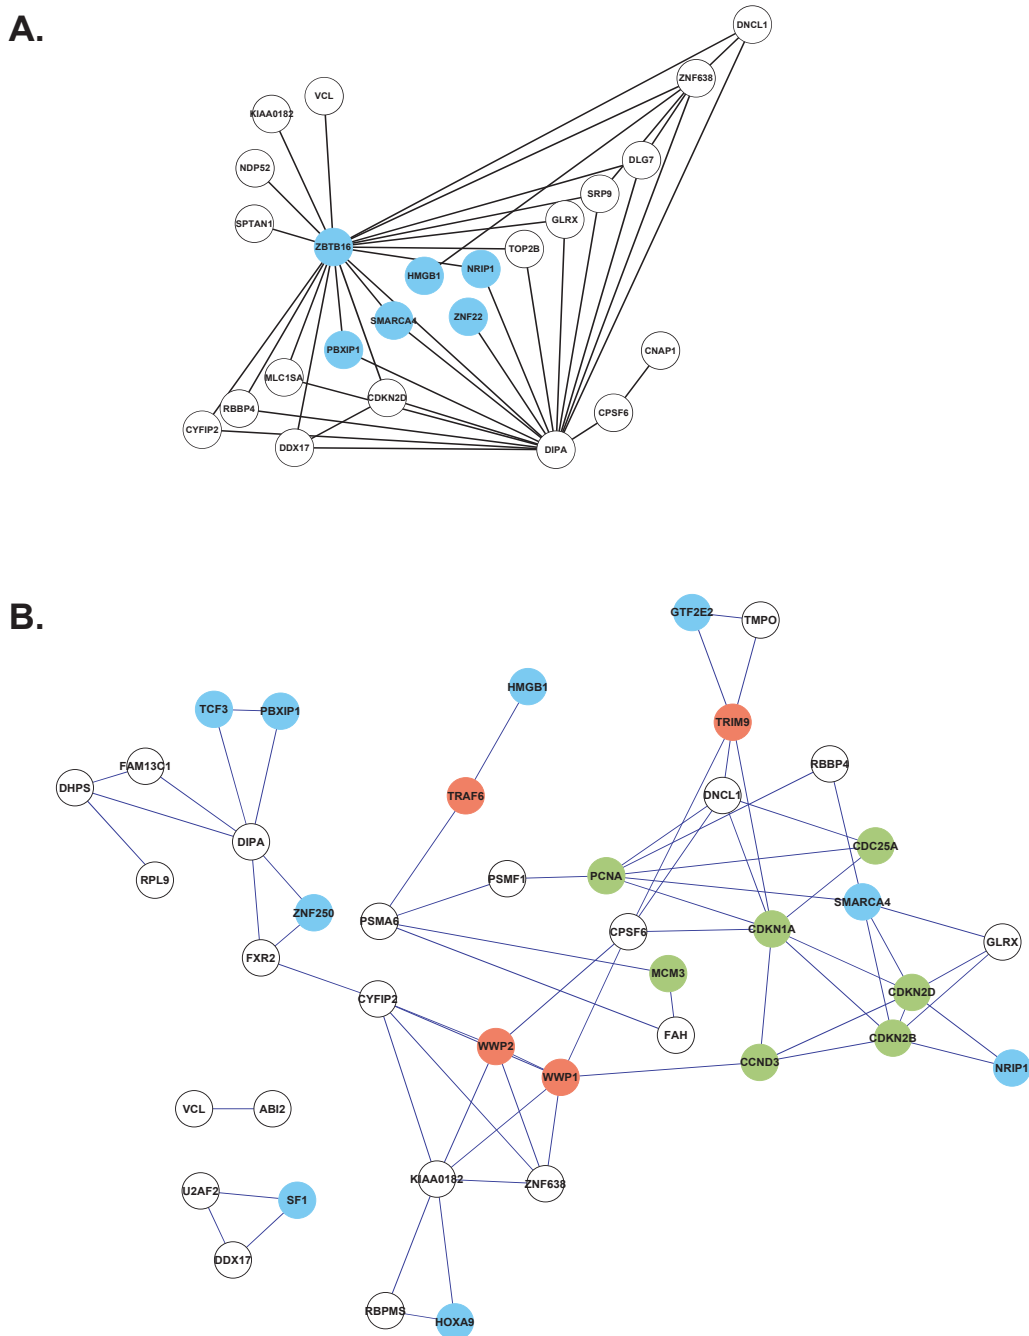 A.
DNCL1
ZNF638
VCL
KIAA0182
DLG7
NDP52
SRP9
GLRX
SPTAN1
ZBTB16
TOP2B
HMGB1
NRIP1
SMARCA4
ZNF22
PBXIP1
CNAP1
MLC1SA
CDKN2D
RBBP4
CPSF6
CYFIP2
DDX17
DIPA
B.
GTF2E2
TMPO
HMGB1
TCF3
PBXIP1
TRIM9
FAM13C1
RBBP4
DHPS
TRAF6
DNCL1
DIPA
CDC25A
RPL9
PSMF1
PCNA
SMARCA4
ZNF250
PSMA6
CPSF6
CDKN1A
GLRX
FXR2
MCM3
CDKN2D
CYFIP2
FAH
CDKN2B
WWP2
CCND3
NRIP1
WWP1
VCL
ABI2
KIAA0182
ZNF638
U2AF2
SF1
DDX17
RBPMS
HOXA9